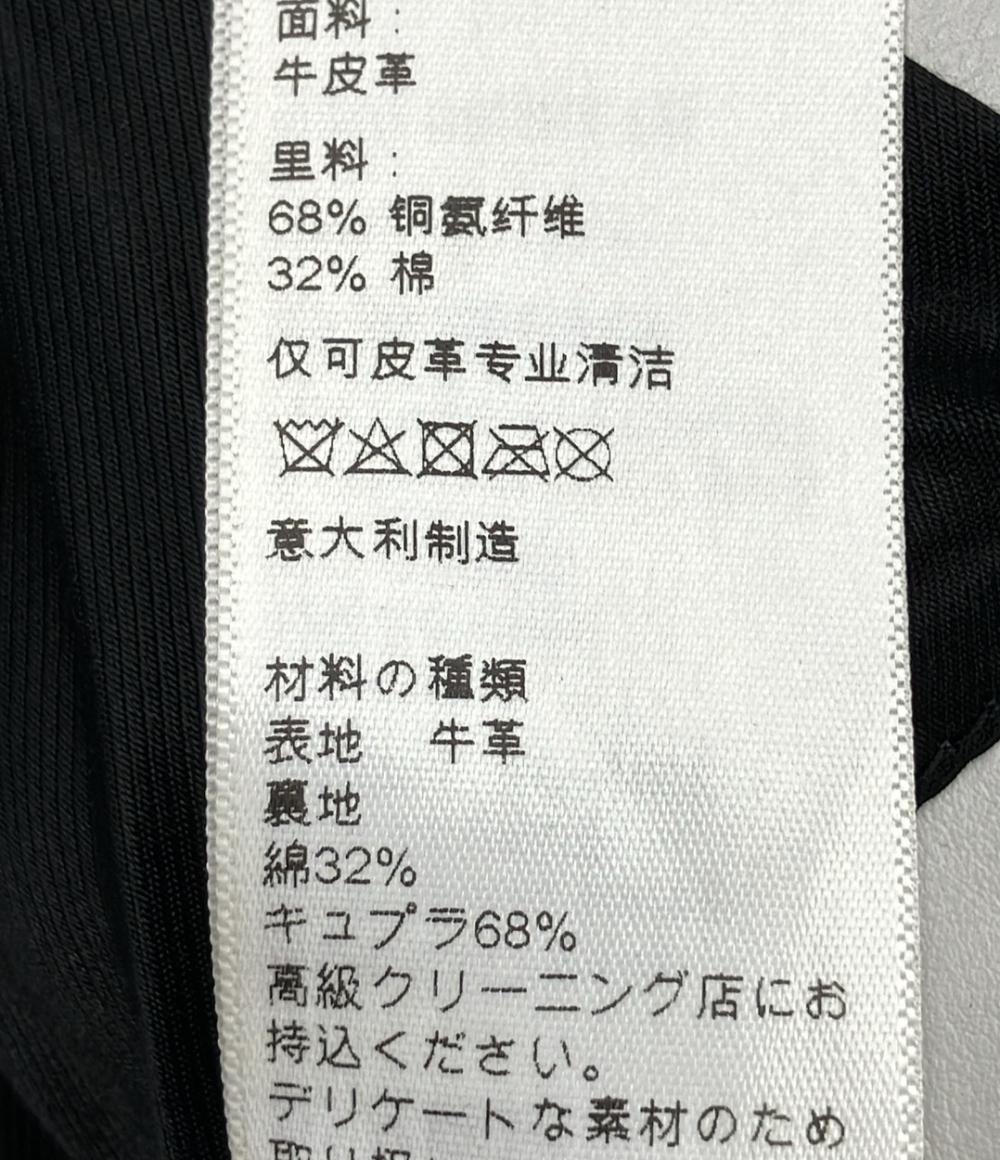 面料：
牛皮革
里料：
68% 铜氨纤维
32% 棉
仅可皮革专业清洁
意大利制造
材料の種類
表地　牛革
裏地
綿32%
キュプラ68%
高級クリーニング店にお
持込ください。
デリケートな素材のため